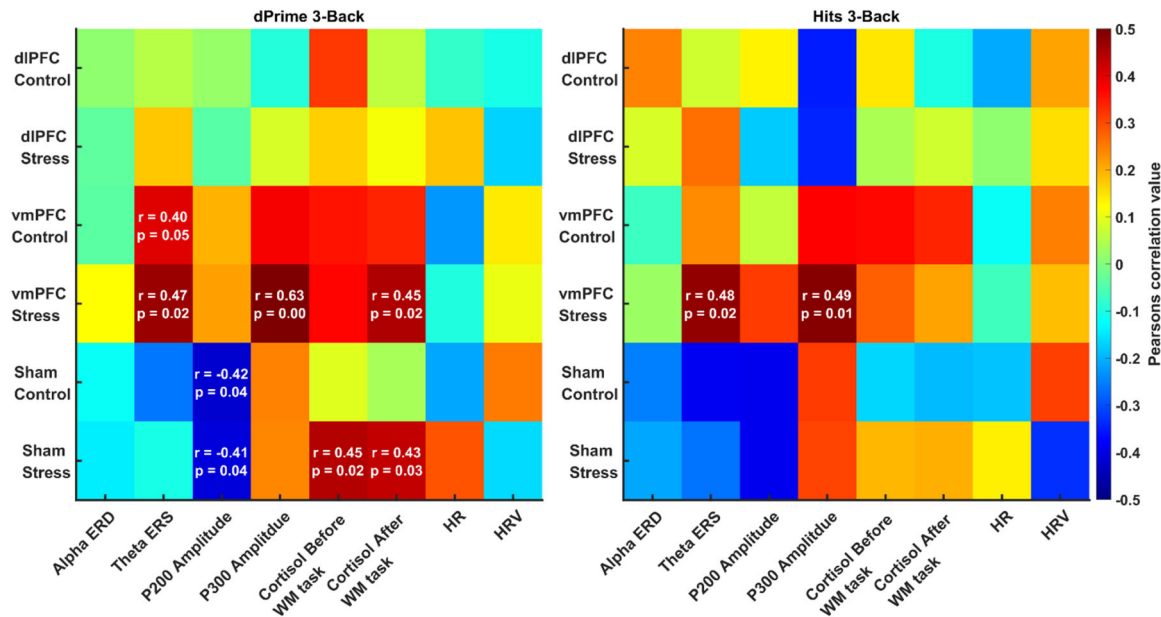 dPrime 3-Back
dlPFC
Control
dlPFC
Stress
vmPFC
Control
vmPFC
Stress
Sham
Control
Sham
Stress
r = 0.40
p = 0.05
r = 0.47
p = 0.02
r = 0.63
p = 0.00
r = 0.45
p = 0.02
r = -0.42
p = 0.04
r = -0.41
p = 0.04
r = 0.45
p = 0.02
r = 0.43
p = 0.03
Alpha ERD
Theta ERS
P200 Amplitude
P300 Amplitdue
Cortisol Before
WM task
Cortisol After
WM task
HR
HRV
Hits 3-Back
dlPFC
Control
dlPFC
Stress
vmPFC
Control
vmPFC
Stress
Sham
Control
Sham
Stress
r = 0.48
p = 0.02
r = 0.49
p = 0.01
Alpha ERD
Theta ERS
P200 Amplitude
P300 Amplitdue
Cortisol Before
WM task
Cortisol After
WM task
HR
HRV
0.5
0.4
0.3
0.2
0.1
0
-0.1
-0.2
-0.3
-0.4
-0.5
Pearsons correlation value